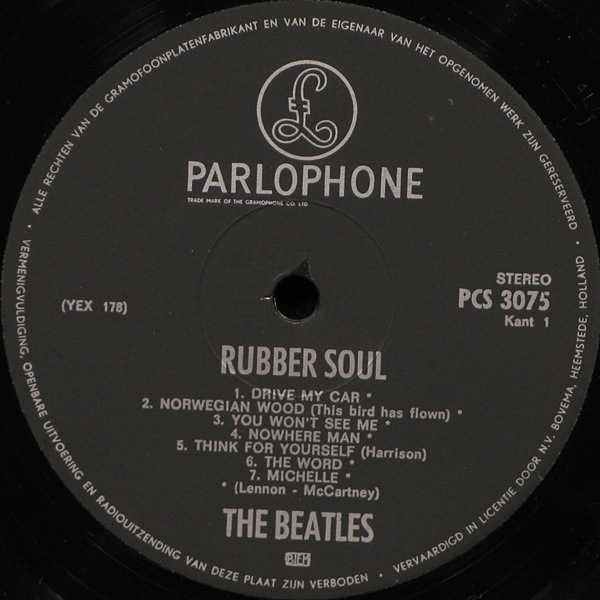 • ALLE RECHTEN VAN DE GRAMOFOONPLATENFABRIKANT EN VAN DE EIGENAAR VAN HET OPGENOMEN WERK ZIJN GERESERVEERD •
£
PARLOPHONE
TRADE MARK OF THE GRAMOPHONE CO. LTD.
(YEX 178)
STEREO
PCS 3075
Kant 1
RUBBER SOUL
1. DRIVE MY CAR *
2. NORWEGIAN WOOD (This bird has flown) *
3. YOU WON'T SEE ME *
4. NOWHERE MAN *
5. THINK FOR YOURSELF (Harrison)
6. THE WORD *
7. MICHELLE *
* (Lennon - McCartney)
THE BEATLES
BIEM
VERMENIGVULDIGING, OPENBARE UITVOERING EN RADIOUITZENDING VAN DEZE PLAAT ZIJN VERBODEN •
VERVAARDIGD IN LICENTIE DOOR N.V. BOVEMA, HEEMSTEDE, HOLLAND •